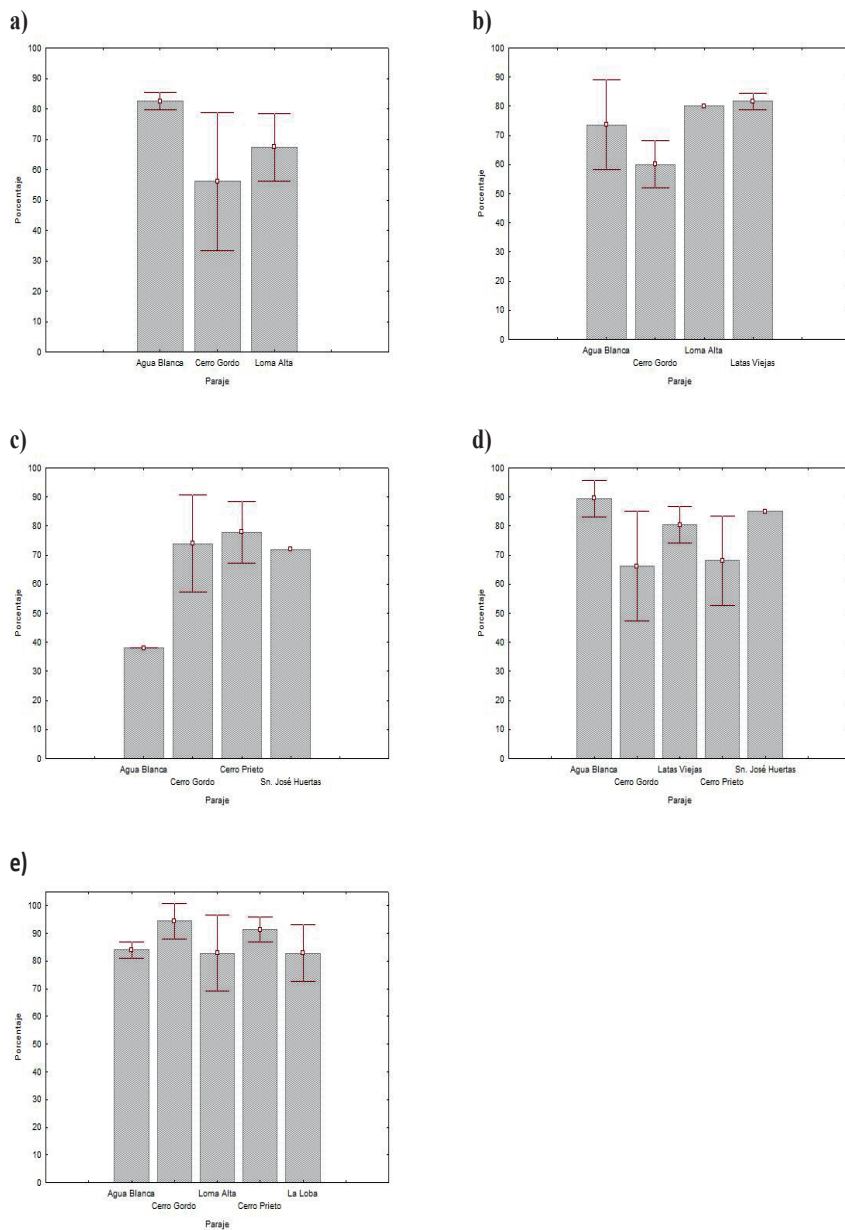 a)
100
90
80
70
60
50
40
30
20
10
0
Porcentaje
Agua Blanca Cerro Gordo Loma Alta
Paraje
b)
100
90
80
70
60
50
40
30
20
10
0
Porcentaje
Agua Blanca Loma Alta
Cerro Gordo Latas Viejas
Paraje
c)
100
90
80
70
60
50
40
30
20
10
0
Porcentaje
Agua Blanca Cerro Prieto
Cerro Gordo Sn. José Huertas
Paraje
d)
100
90
80
70
60
50
40
30
20
10
0
Porcentaje
Agua Blanca Latas Viejas Sn. José Huertas
Cerro Gordo Cerro Prieto
Paraje
e)
100
90
80
70
60
50
40
30
20
10
0
Porcentaje
Agua Blanca Loma Alta La Loba
Cerro Gordo Cerro Prieto
Paraje